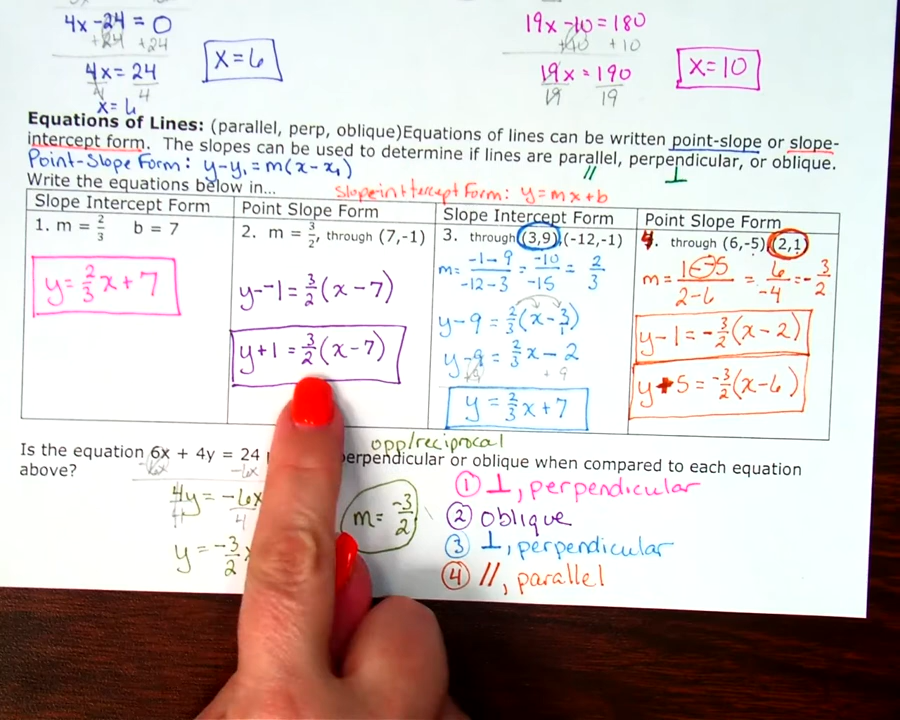 4x -24 = 0
+24 +24
4x = 24
4 4
x = 6
x = 6
19x -10 = 180
+10 +10
19x = 190
19 19
x = 10
Equations of Lines: (parallel, perp, oblique)Equations of lines can be written point-slope or slope-
intercept form. The slopes can be used to determine if lines are parallel, perpendicular, or oblique.
Point-Slope Form: y-y₁ = m(x-x₁)
// ⊥
Write the equations below in...
Slope intercept Form: y = mx+b
Slope Intercept Form
1. m = 2/3 b = 7
y = 2/3 x + 7
Point Slope Form
2. m = 3/2, through (7,-1)
y--1 = 3/2 (x-7)
y+1 = 3/2 (x-7)
Slope Intercept Form
3. through (3,9), (-12,-1)
m = -1-9/-12-3 = -10/-15 = 2/3
y-9 = 2/3 (x-3/1)
y-9 = 2/3 x - 2
+9 +9
y = 2/3 x + 7
Point Slope Form
4. through (6,-5), (2,1)
m = 1--5/2-6 = 6/-4 = -3/2
y-1 = -3/2 (x-2)
y+5 = -3/2 (x-6)
Is the equation 6x + 4y = 24 erpendicular or oblique when compared to each equation
above?
-6x -6x
opp/reciprocal
4y = -6x
4 4
y = -3/2
m = -3/2
① ⊥, perpendicular
② oblique
③ ⊥, perpendicular
④ //, parallel